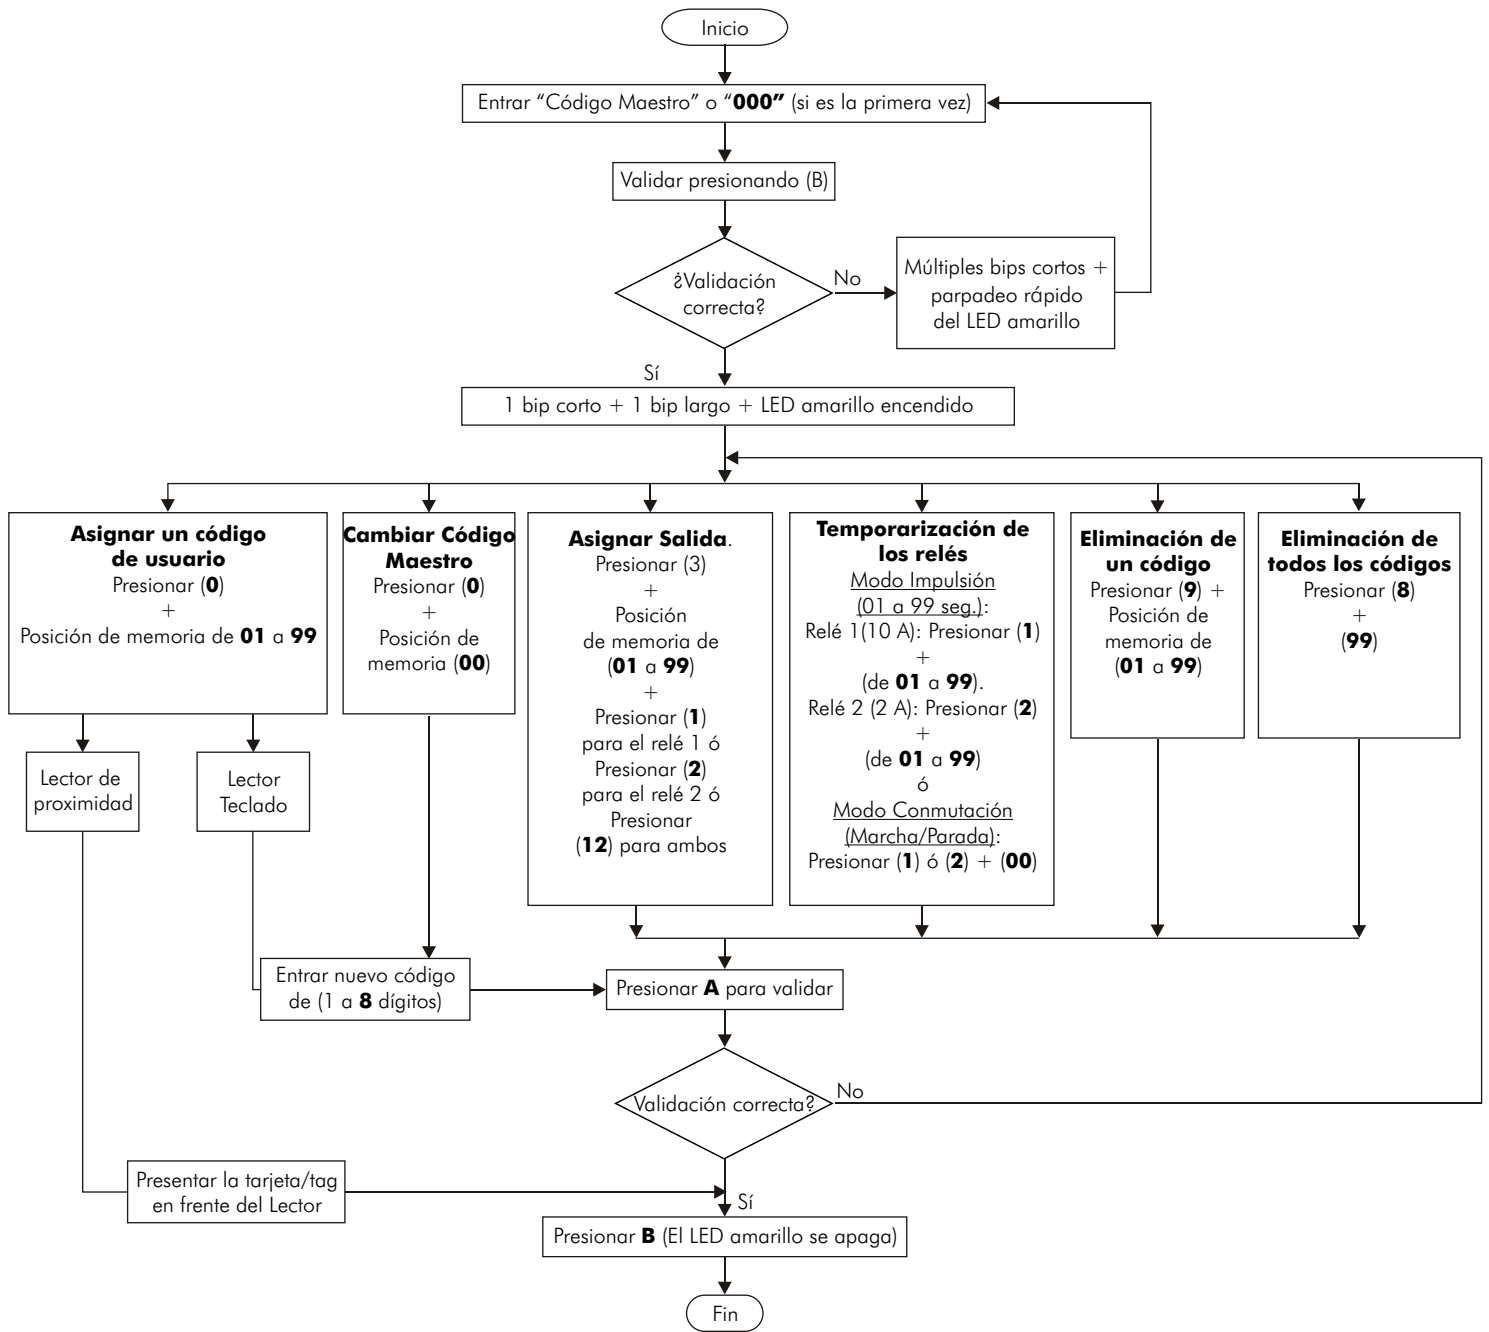 Inicio
Entrar “Código Maestro” o “000” (si es la primera vez)
Validar presionando (B)
¿Validación
correcta?
No
Múltiples bips cortos +
parpadeo rápido
del LED amarillo
Sí
1 bip corto + 1 bip largo + LED amarillo encendido
Asignar un código
de usuario
Presionar (0)
+
Posición de memoria de 01 a 99
Cambiar Código
Maestro
Presionar (0)
+
Posición de
memoria (00)
Asignar Salida.
Presionar (3)
+
Posición
de memoria de
(01 a 99)
+
Presionar (1)
para el relé 1 ó
Presionar (2)
para el relé 2 ó
Presionar
(12) para ambos
Temporarización de
los relés
Modo Impulsión
(01 a 99 seg.):
Relé 1(10 A): Presionar (1)
+
(de 01 a 99).
Relé 2 (2 A): Presionar (2)
+
(de 01 a 99)
ó
Modo Conmutación
(Marcha/Parada):
Presionar (1) ó (2) + (00)
Eliminación de
un código
Presionar (9) +
Posición de
memoria de
(01 a 99)
Eliminación de
todos los códigos
Presionar (8)
+
(99)
Lector de
proximidad
Lector
Teclado
Entrar nuevo código
de (1 a 8 dígitos)
Presionar A para validar
Validación correcta?
No
Presentar la tarjeta/tag
en frente del Lector
Sí
Presionar B (El LED amarillo se apaga)
Fin